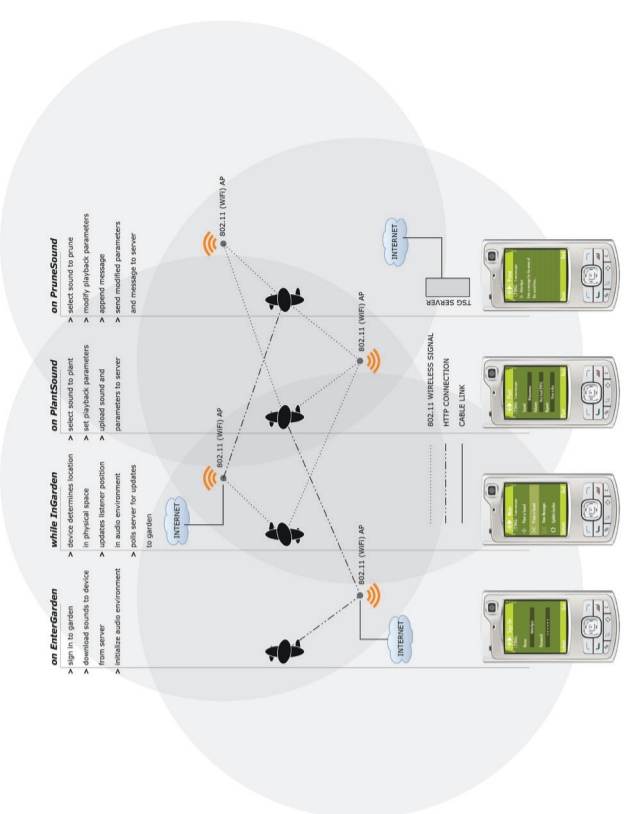 on EnterGarden
> sign in to garden
> download sounds to device
from server
> initialize audio environment
while InGarden
> device determines location
in physical space
> updates listener position
in audio environment
> polls server for updates
to garden
on PlantSound
> select sound to plant
> set playback parameters
> upload sound and
parameters to server
on PruneSound
> select sound to prune
> modify playback parameters
> append message
> send modified parameters
and message to server
INTERNET
802.11 (WiFi) AP
802.11 (WiFi) AP
802.11 (WiFi) AP
802.11 (WiFi) AP
INTERNET
INTERNET
802.11 WIRELESS SIGNAL
HTTP CONNECTION
CABLE LINK
TSG SERVER